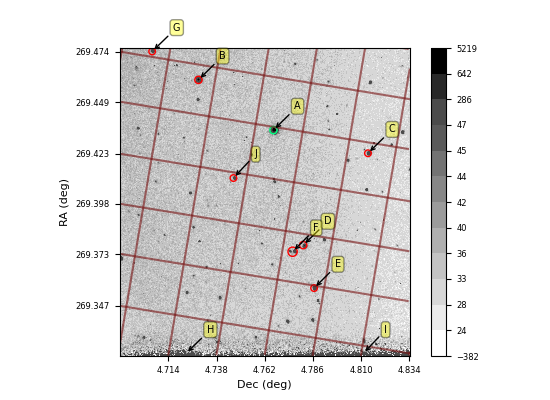 G
B
A
C
J
D
F
E
H
I
269.474
269.449
269.423
269.398
269.373
269.347
RA (deg)
4.714
4.738
4.762
4.786
4.810
4.834
Dec (deg)
5219
642
286
47
45
44
42
40
36
33
28
24
−382